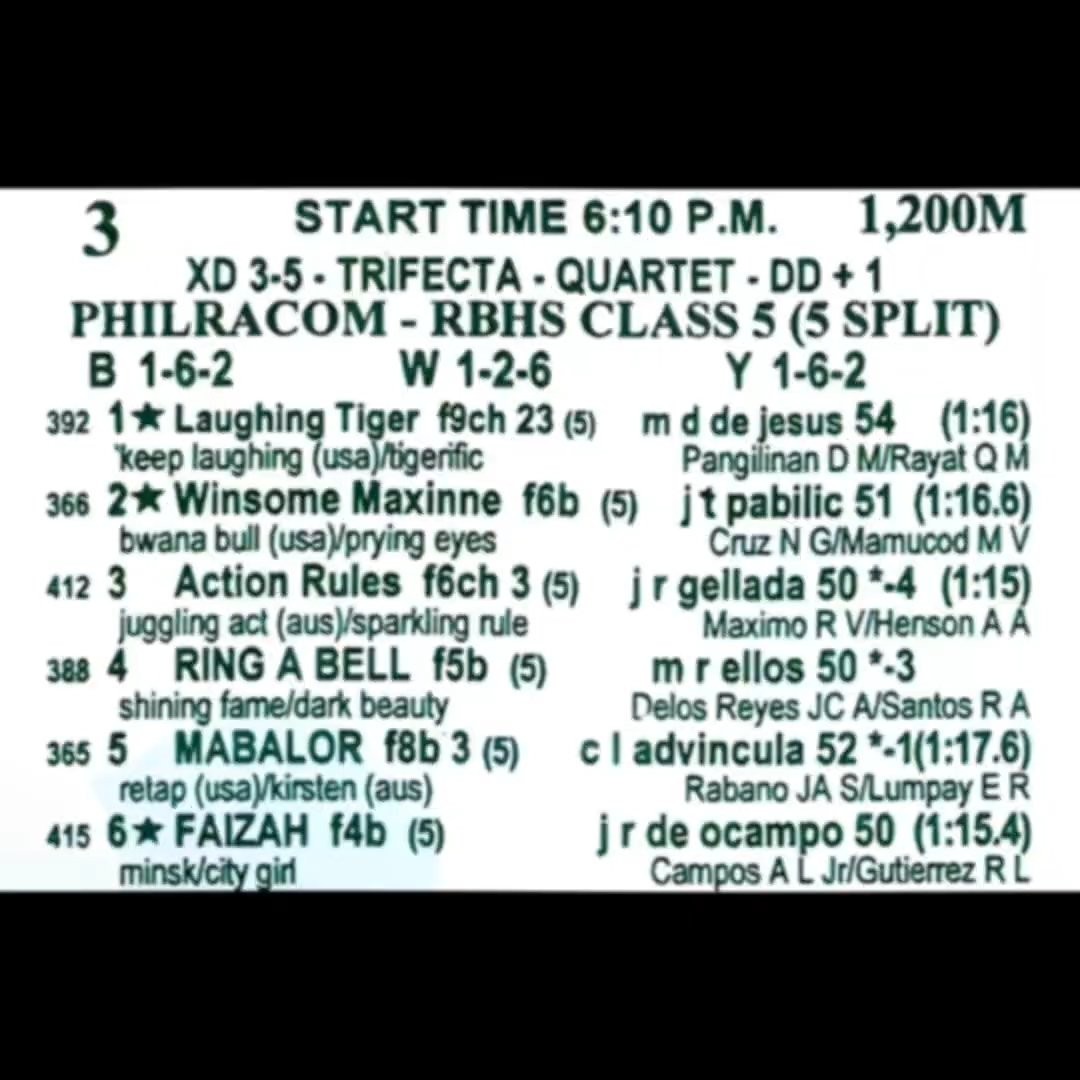 3 START TIME 6:10 P.M. 1,200M
XD 3-5 - TRIFECTA - QUARTET - DD + 1
PHILRACOM - RBHS CLASS 5 (5 SPLIT)
B 1-6-2 W 1-2-6 Y 1-6-2
392 1★ Laughing Tiger f9ch 23 (5) m d de jesus 54 (1:16)
'keep laughing (usa)/tigerific Pangilinan D M/Rayat Q M
366 2★ Winsome Maxinne f6b (5) j t pabilic 51 (1:16.6)
bwana bull (usa)/prying eyes Cruz N G/Mamucod M V
412 3 Action Rules f6ch 3 (5) j r gellada 50 *-4 (1:15)
juggling act (aus)/sparkling rule Maximo R V/Henson A A
388 4 RING A BELL f5b (5) m r ellos 50 *-3
shining fame/dark beauty Delos Reyes JC A/Santos R A
365 5 MABALOR f8b 3 (5) c l advincula 52 *-1(1:17.6)
retap (usa)/kirsten (aus) Rabano JA S/Lumpay E R
415 6★ FAIZAH f4b (5) j r de ocampo 50 (1:15.4)
minsk/city girl Campos A L Jr/Gutierrez R L